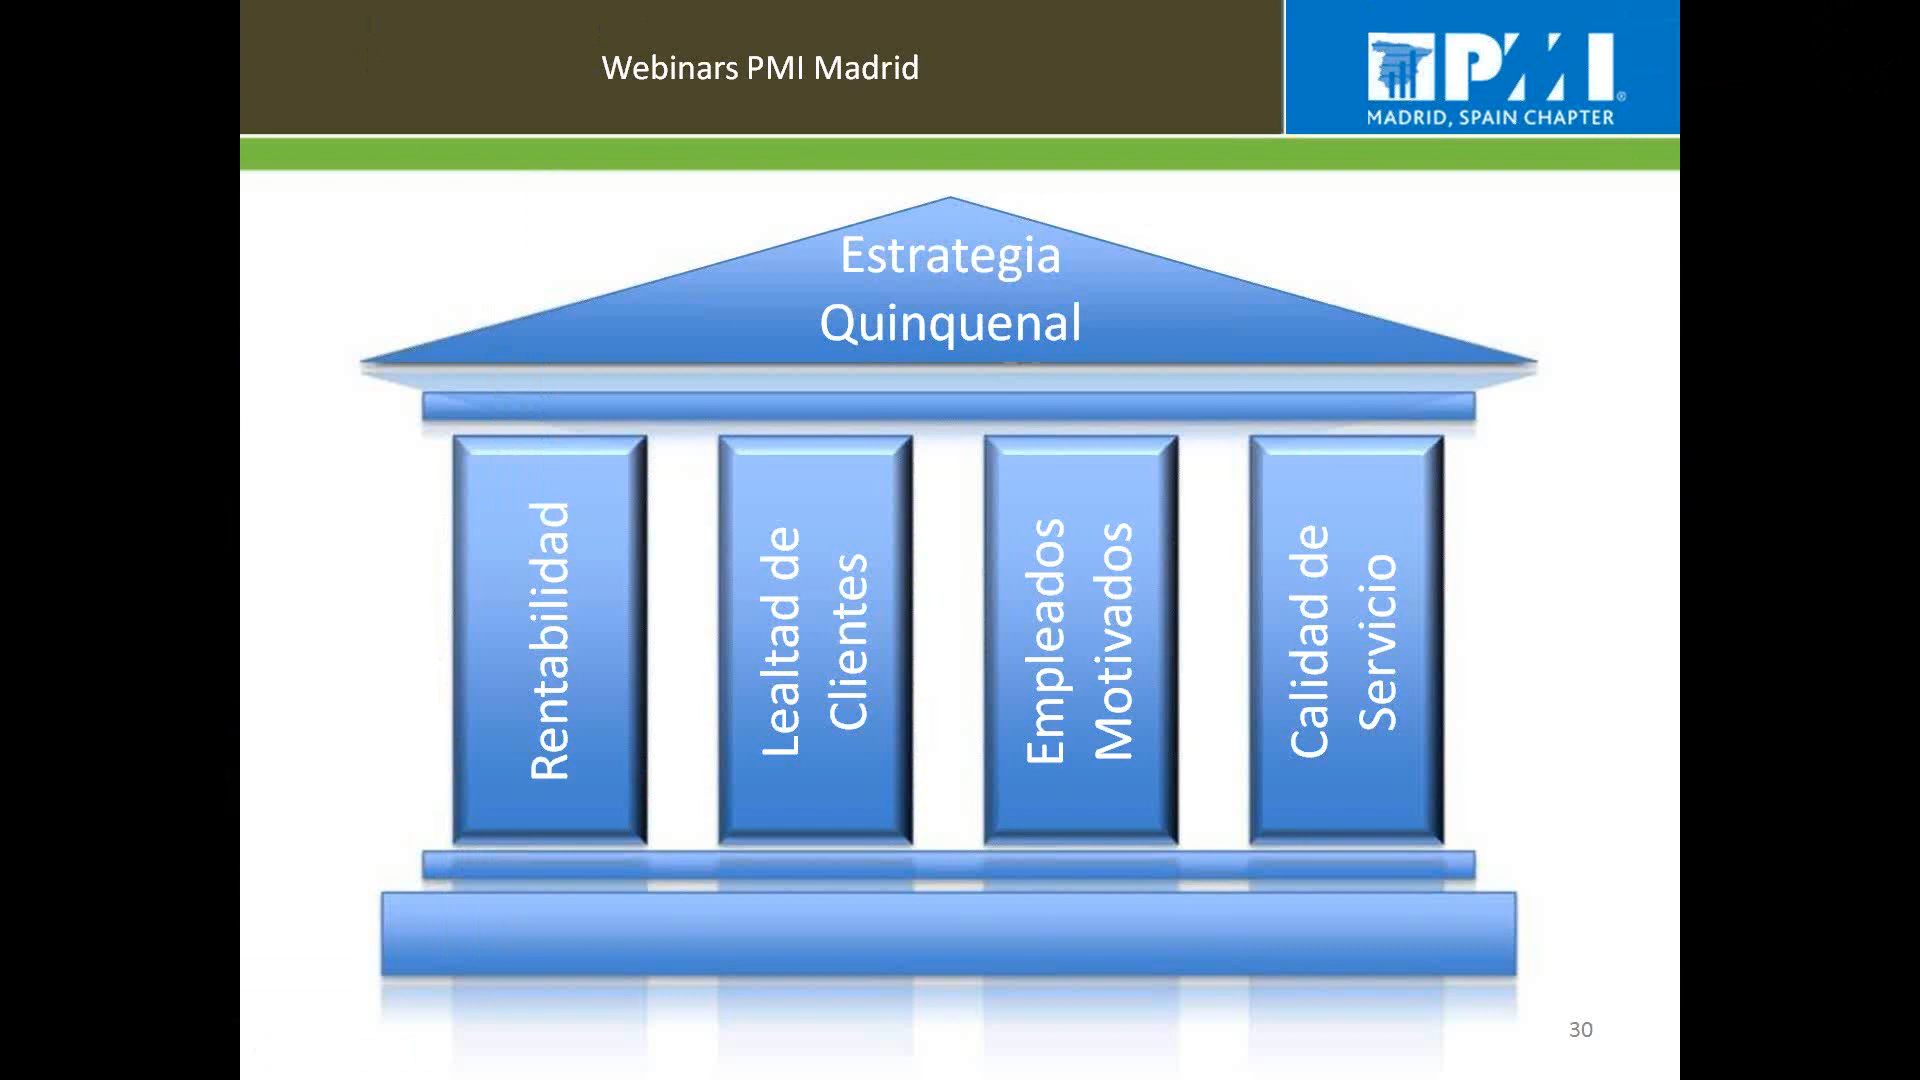 Webinars PMI Madrid
PMI®
MADRID, SPAIN CHAPTER
Estrategia
Quinquenal
Rentabilidad
Lealtad de
Clientes
Empleados
Motivados
Calidad de
Servicio
30